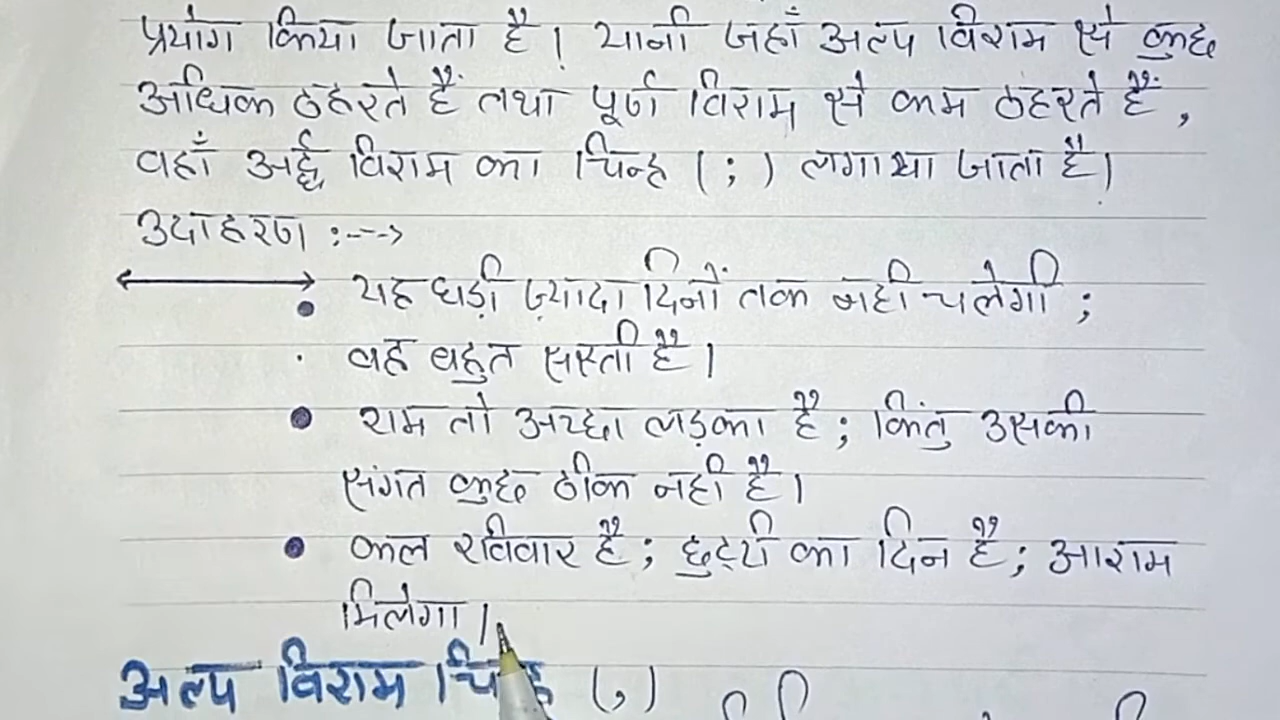 प्रयोग किया जाता है। यानी जहाँ अल्प विराम से कुछ
अधिक ठहरते हैं तथा पूर्ण विराम से कम ठहरते हैं,
वहाँ अर्द्ध विराम का चिन्ह (;) लगाया जाता है।
उदाहरण :--->
• यह घड़ी ज़्यादा दिनों तक नही चलेगी ;
· वह बहुत सस्ती है।
• राम तो अच्छा लड़का है ; किंतु उसकी
संगत कुछ ठीक नही है।
• कल रविवार है ; छुट्टी का दिन है ; आराम
मिलेगा।
अल्प विराम चिन्ह (,)